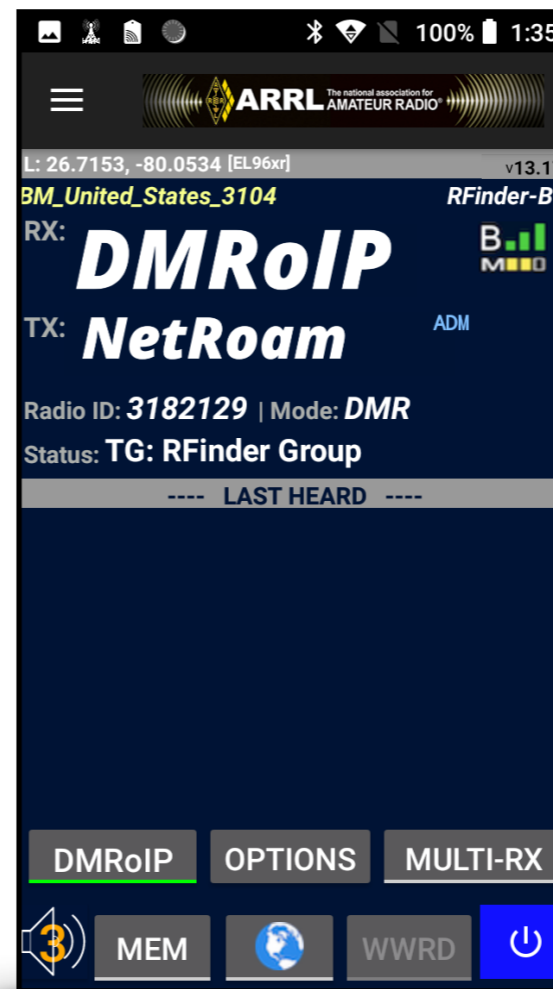 100% 1:35
ARRL The national association for AMATEUR RADIO®
L: 26.7153, -80.0534 [EL96xr] v13.1
BM_United_States_3104 RFinder-B
RX: DMRoIP B
M O
TX: NetRoam ADM
Radio ID: 3182129 | Mode: DMR
Status: TG: RFinder Group
---- LAST HEARD ----
DMRoIP OPTIONS MULTI-RX
3 MEM WWRD